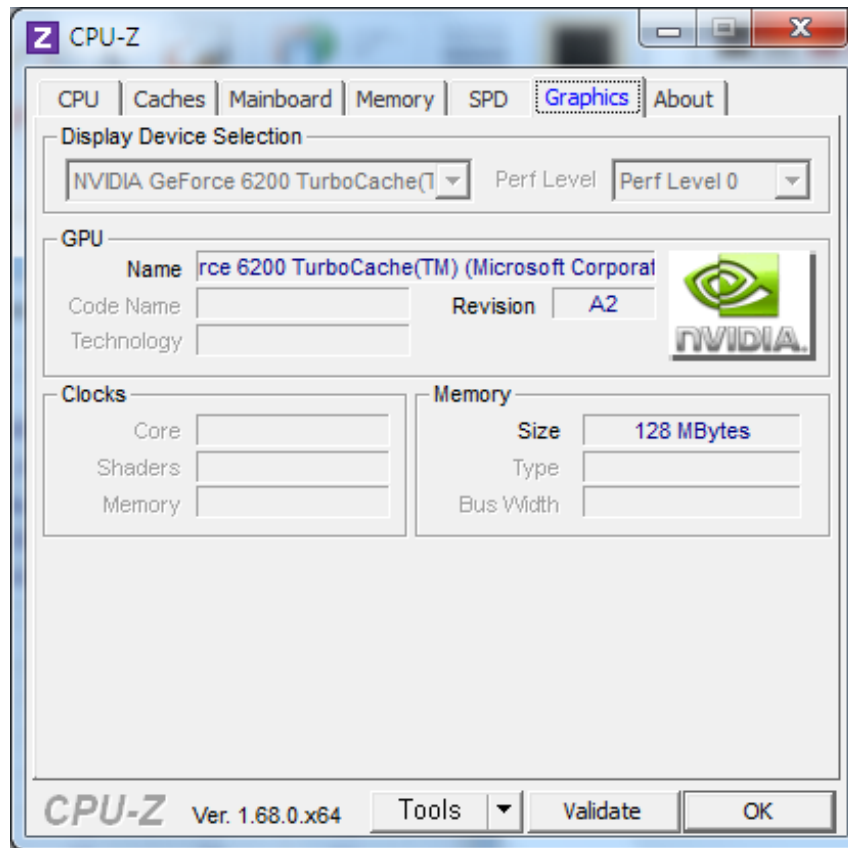 Z CPU-Z
CPU Caches Mainboard Memory SPD Graphics About
Display Device Selection
NVIDIA GeForce 6200 TurboCache(T Perf Level Perf Level 0
GPU
Name rce 6200 TurboCache(TM) (Microsoft Corporat
Code Name Revision A2
Technology
nVIDIA.
Clocks Memory
Core Size 128 MBytes
Shaders Type
Memory Bus Width
CPU-Z Ver. 1.68.0.x64 Tools Validate OK